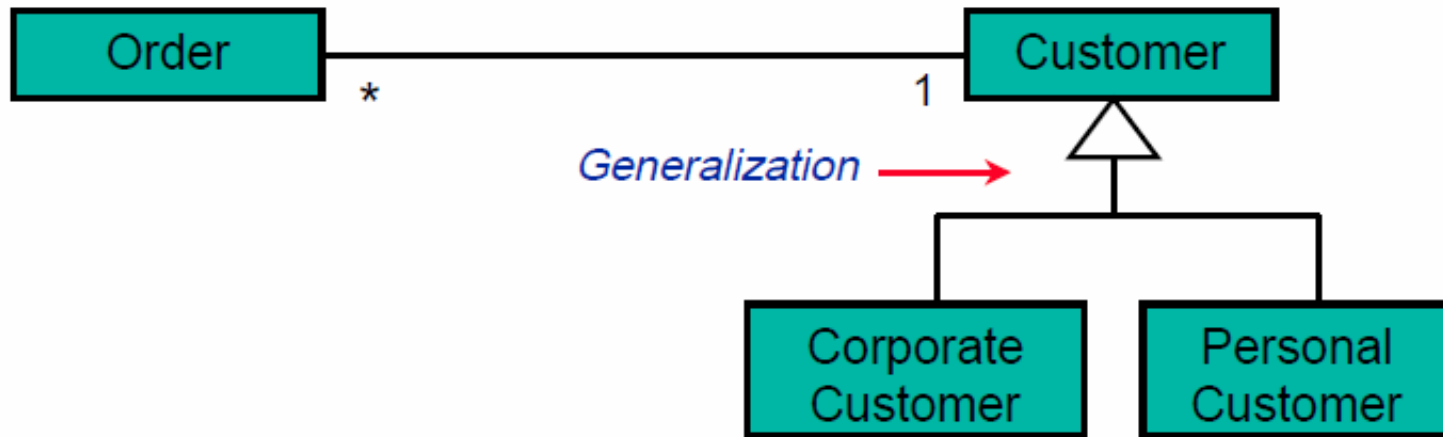 Order
Customer
*
1
Generalization
Corporate
Customer
Personal
Customer